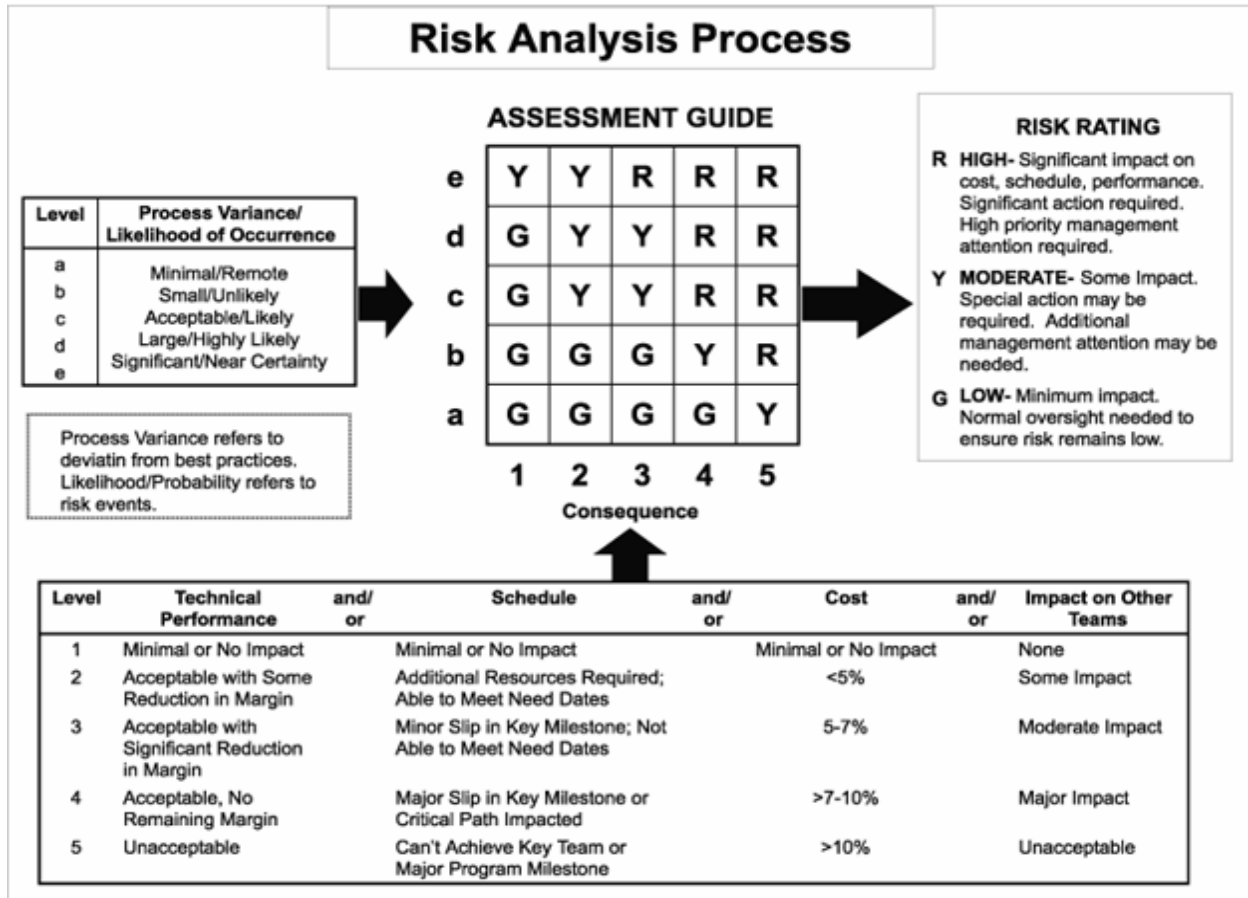 Risk Analysis Process
ASSESSMENT GUIDE
Level Process Variance/
Likelihood of Occurrence
a Minimal/Remote
b Small/Unlikely
c Acceptable/Likely
d Large/Highly Likely
e Significant/Near Certainty
Process Variance refers to
deviatin from best practices.
Likelihood/Probability refers to
risk events.
e Y Y R R R
d G Y Y R R
c G Y Y R R
b G G G Y R
a G G G G Y
1 2 3 4 5
Consequence
RISK RATING
R HIGH- Significant impact on
cost, schedule, performance.
Significant action required.
High priority management
attention required.
Y MODERATE- Some Impact.
Special action may be
required. Additional
management attention may be
needed.
G LOW- Minimum impact.
Normal oversight needed to
ensure risk remains low.
Level Technical and/ Schedule and/ Cost and/ Impact on Other
Performance or or or Teams
1 Minimal or No Impact Minimal or No Impact Minimal or No Impact None
2 Acceptable with Some Additional Resources Required; <5% Some Impact
Reduction in Margin Able to Meet Need Dates
3 Acceptable with Minor Slip in Key Milestone; Not 5-7% Moderate Impact
Significant Reduction Able to Meet Need Dates
in Margin
4 Acceptable, No Major Slip in Key Milestone or >7-10% Major Impact
Remaining Margin Critical Path Impacted
5 Unacceptable Can't Achieve Key Team or >10% Unacceptable
Major Program Milestone